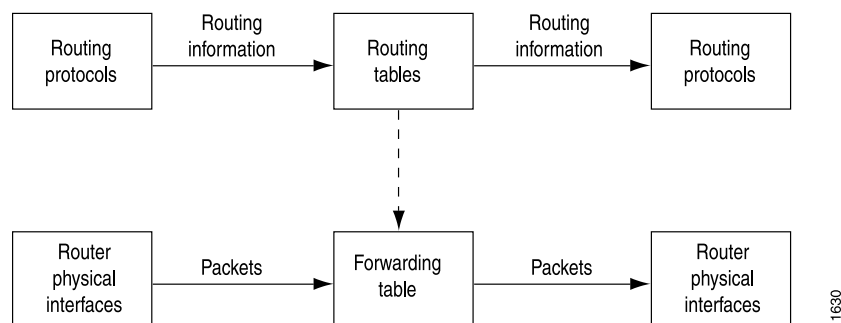 Routing
protocols
Routing
information
Routing
tables
Routing
information
Routing
protocols
Router
physical
interfaces
Packets
Forwarding
table
Packets
Router
physical
interfaces
1630